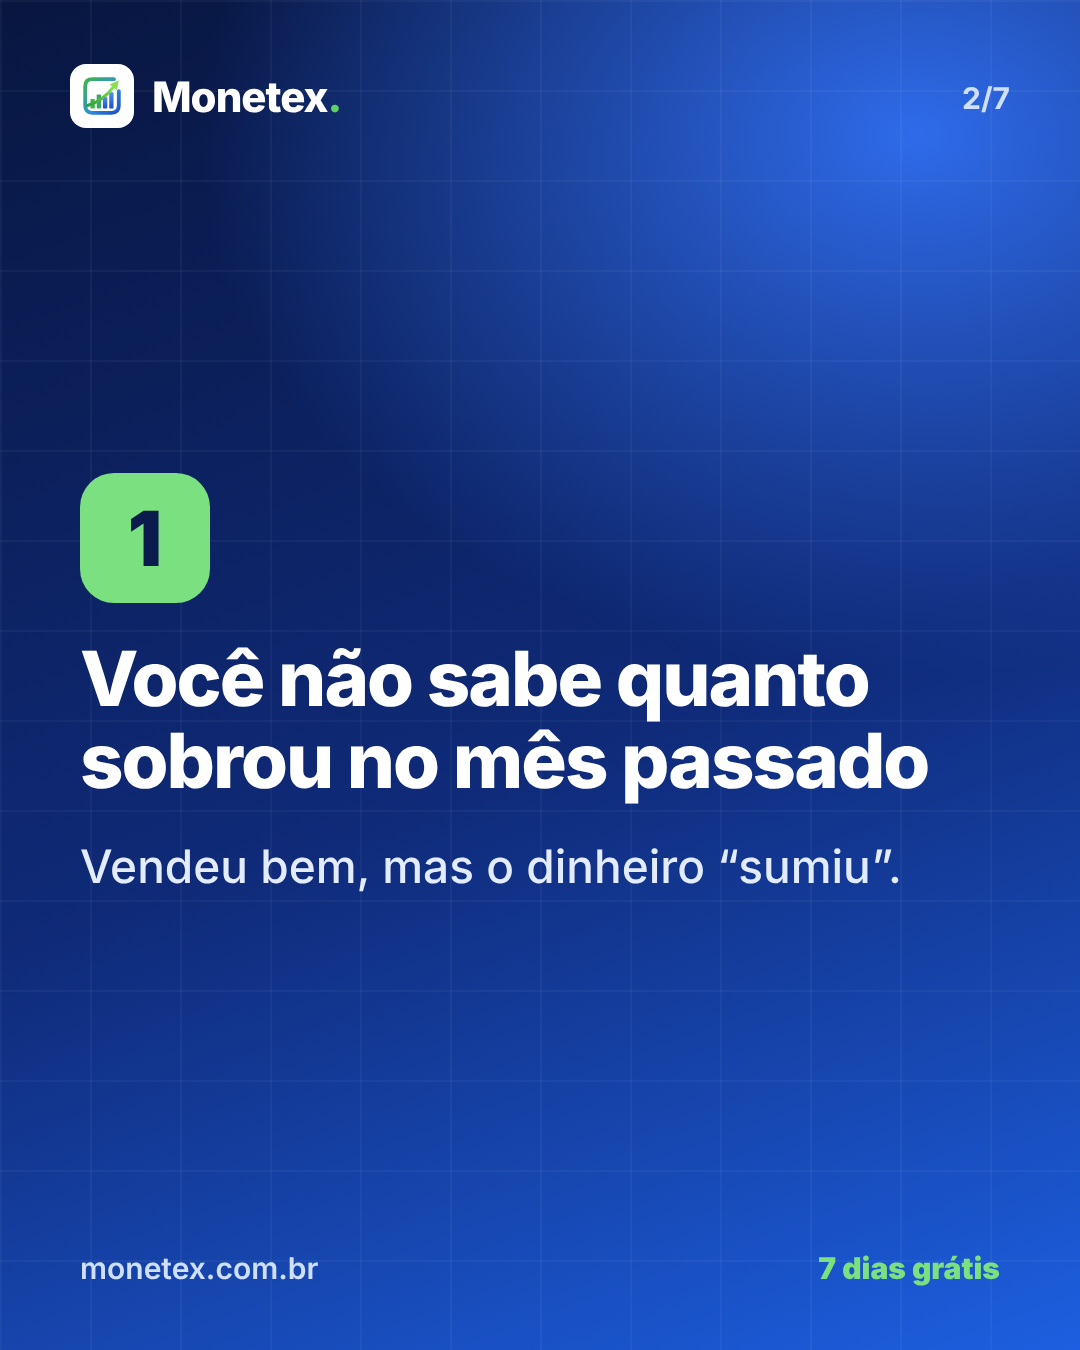 Monetex.
2/7
1
Você não sabe quanto
sobrou no mês passado
Vendeu bem, mas o dinheiro “sumiu”.
monetex.com.br
7 dias grátis